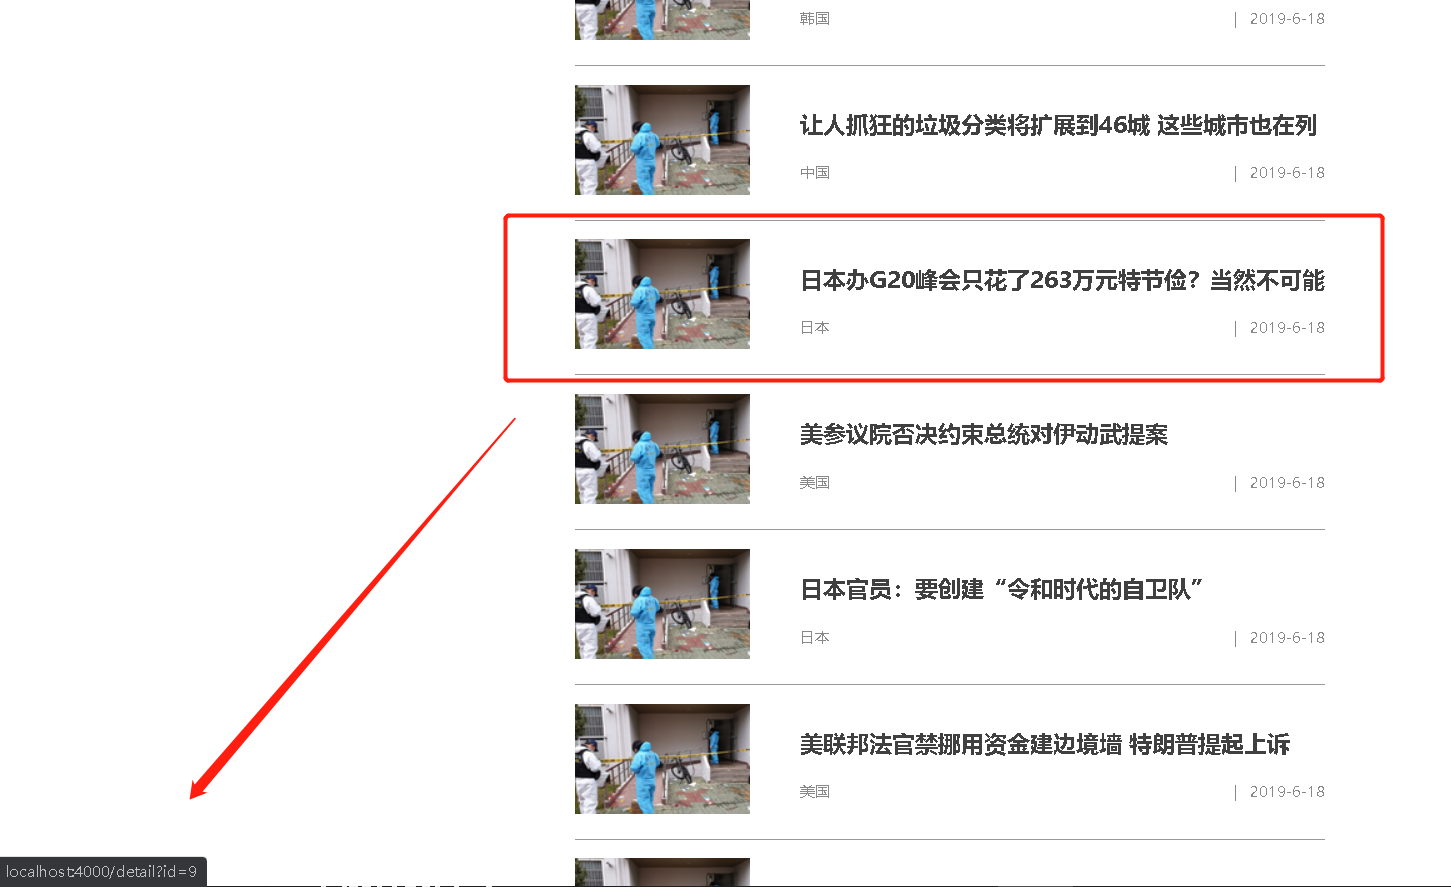 韩国
| 2019-6-18
让人抓狂的垃圾分类将扩展到46城 这些城市也在列
中国
| 2019-6-18
日本办G20峰会只花了263万元特节俭？当然不可能
日本
| 2019-6-18
美参议院否决约束总统对伊动武提案
美国
| 2019-6-18
日本官员：要创建“令和时代的自卫队”
日本
| 2019-6-18
美联邦法官禁挪用资金建边境墙 特朗普提起上诉
美国
| 2019-6-18
localhost:4000/detail?id=9